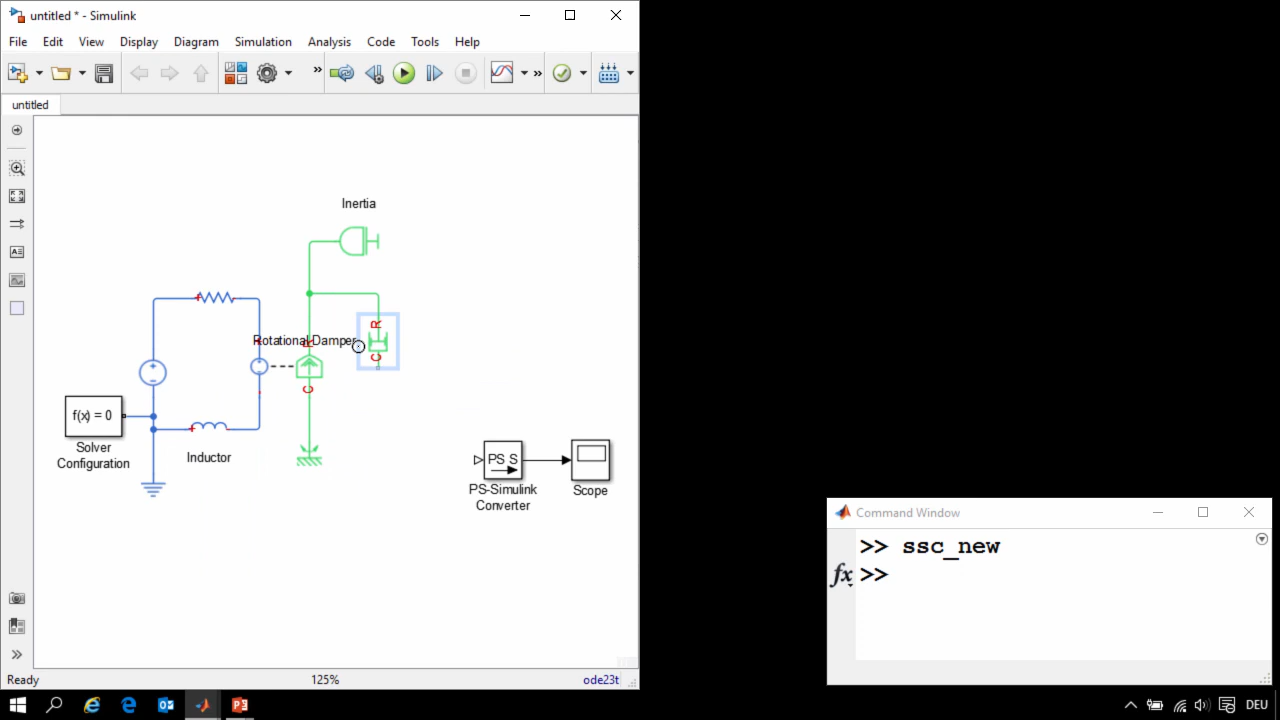 untitled * - Simulink
File Edit View Display Diagram Simulation Analysis Code Tools Help
» »
untitled
Inertia
R
Rotational Damper
R
C
C
f(x) = 0
Solver
Configuration
Inductor
PS S
PS-Simulink
Converter
Scope
Ready 125% ode23t
Command Window
>> ssc_new
fx >>
DEU